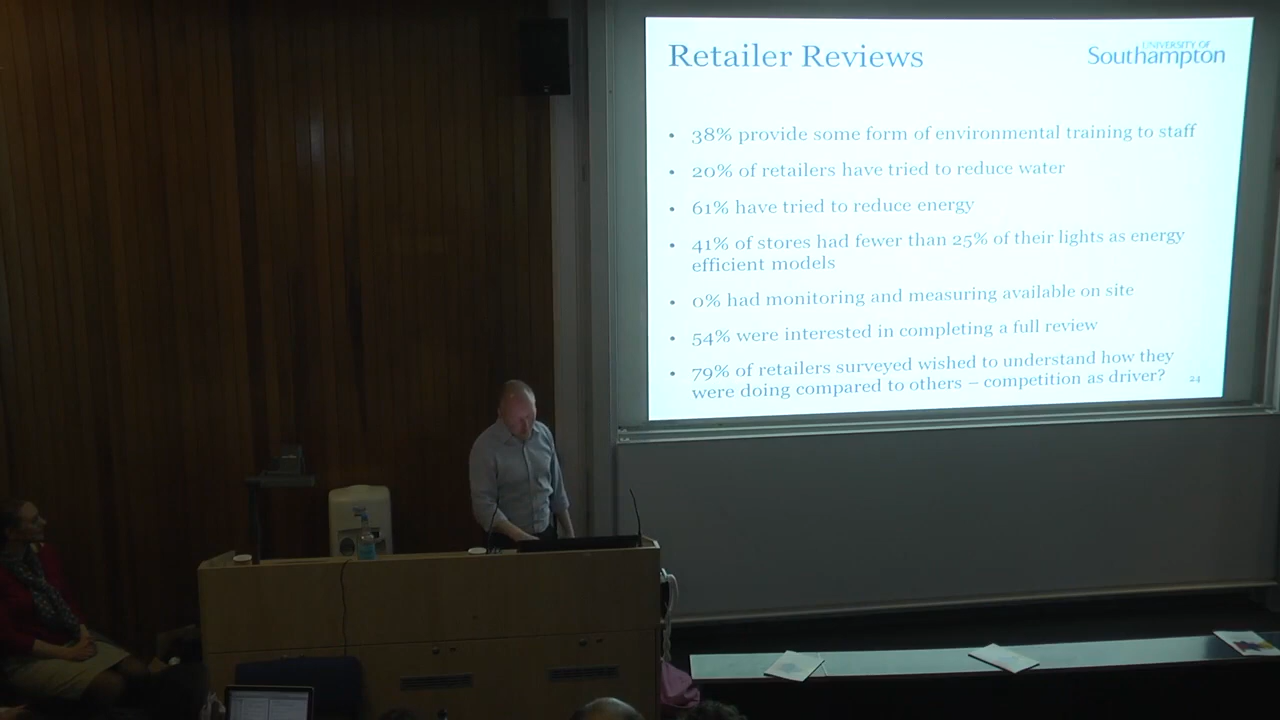 Retailer Reviews
UNIVERSITY OF
Southampton
• 38% provide some form of environmental training to staff
• 20% of retailers have tried to reduce water
• 61% have tried to reduce energy
• 41% of stores had fewer than 25% of their lights as energy
efficient models
• 0% had monitoring and measuring available on site
• 54% were interested in completing a full review
• 79% of retailers surveyed wished to understand how they
were doing compared to others – competition as driver?
24